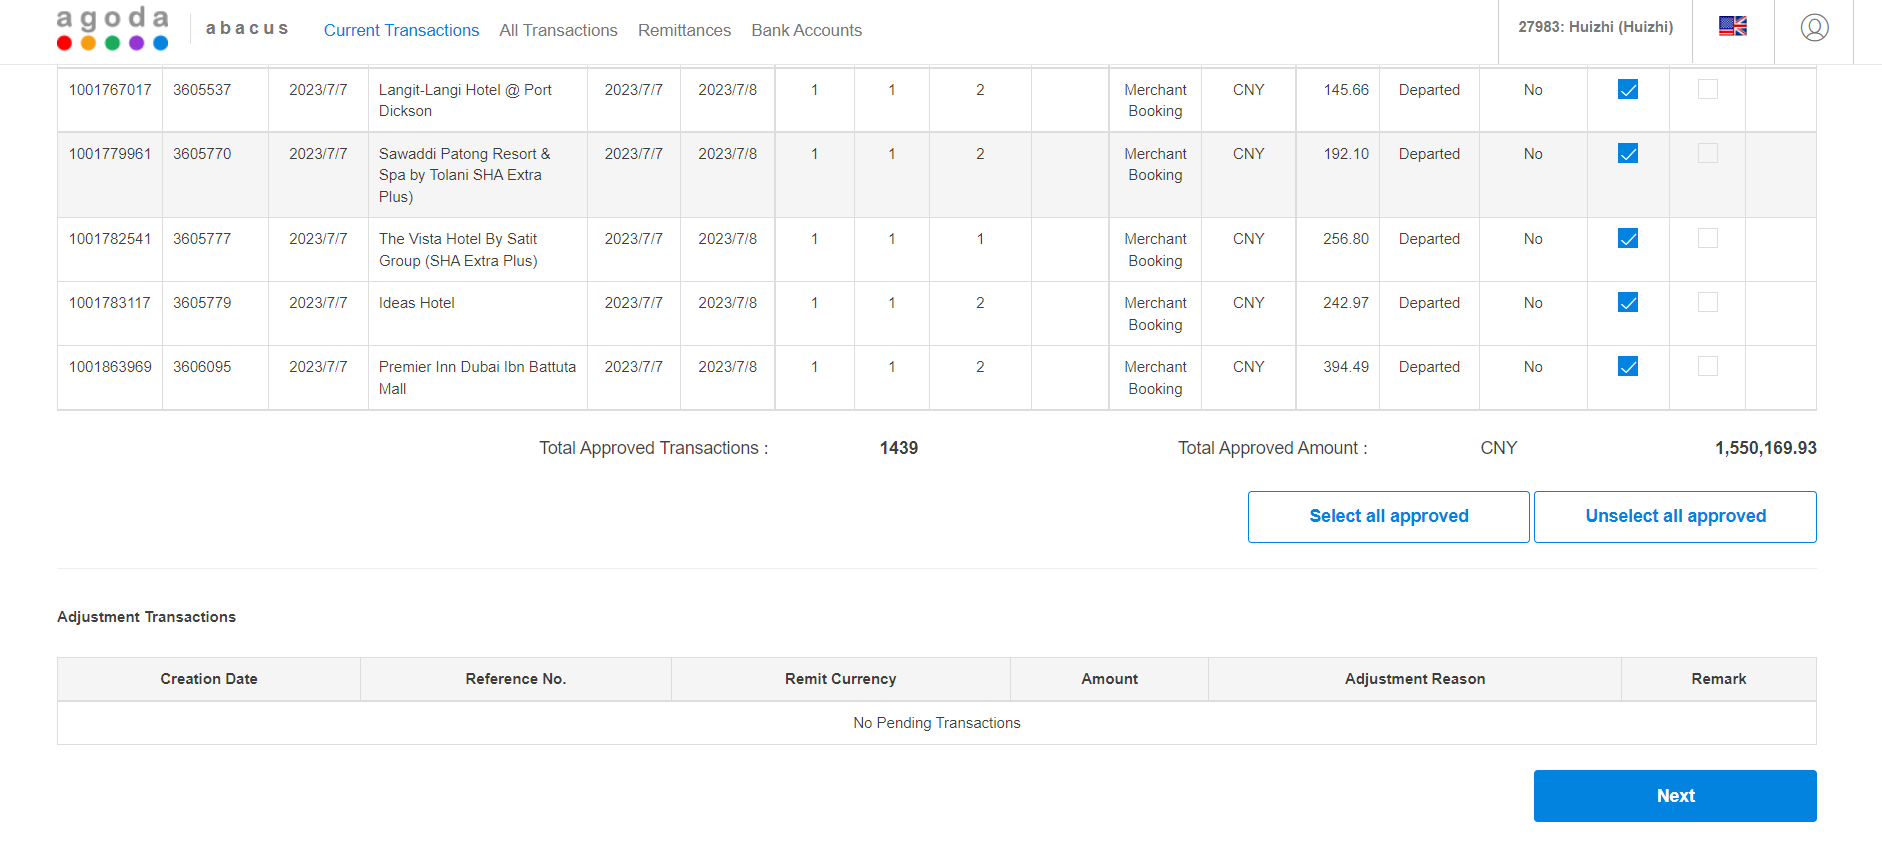 agoda abacus Current Transactions All Transactions Remittances Bank Accounts 27983: Huizhi (Huizhi)
1001767017 3605537 2023/7/7 Langit-Langi Hotel @ Port 2023/7/7 2023/7/8 1 1 2 Merchant CNY 145.66 Departed No
Dickson Booking
1001779961 3605770 2023/7/7 Sawaddi Patong Resort & 2023/7/7 2023/7/8 1 1 2 Merchant CNY 192.10 Departed No
Spa by Tolani SHA Extra Booking
Plus)
1001782541 3605777 2023/7/7 The Vista Hotel By Satit 2023/7/7 2023/7/8 1 1 1 Merchant CNY 256.80 Departed No
Group (SHA Extra Plus) Booking
1001783117 3605779 2023/7/7 Ideas Hotel 2023/7/7 2023/7/8 1 1 2 Merchant CNY 242.97 Departed No
Booking
1001863969 3606095 2023/7/7 Premier Inn Dubai Ibn Battuta 2023/7/7 2023/7/8 1 1 2 Merchant CNY 394.49 Departed No
Mall Booking
Total Approved Transactions : 1439 Total Approved Amount : CNY 1,550,169.93
Select all approved Unselect all approved
Adjustment Transactions
Creation Date Reference No. Remit Currency Amount Adjustment Reason Remark
No Pending Transactions
Next